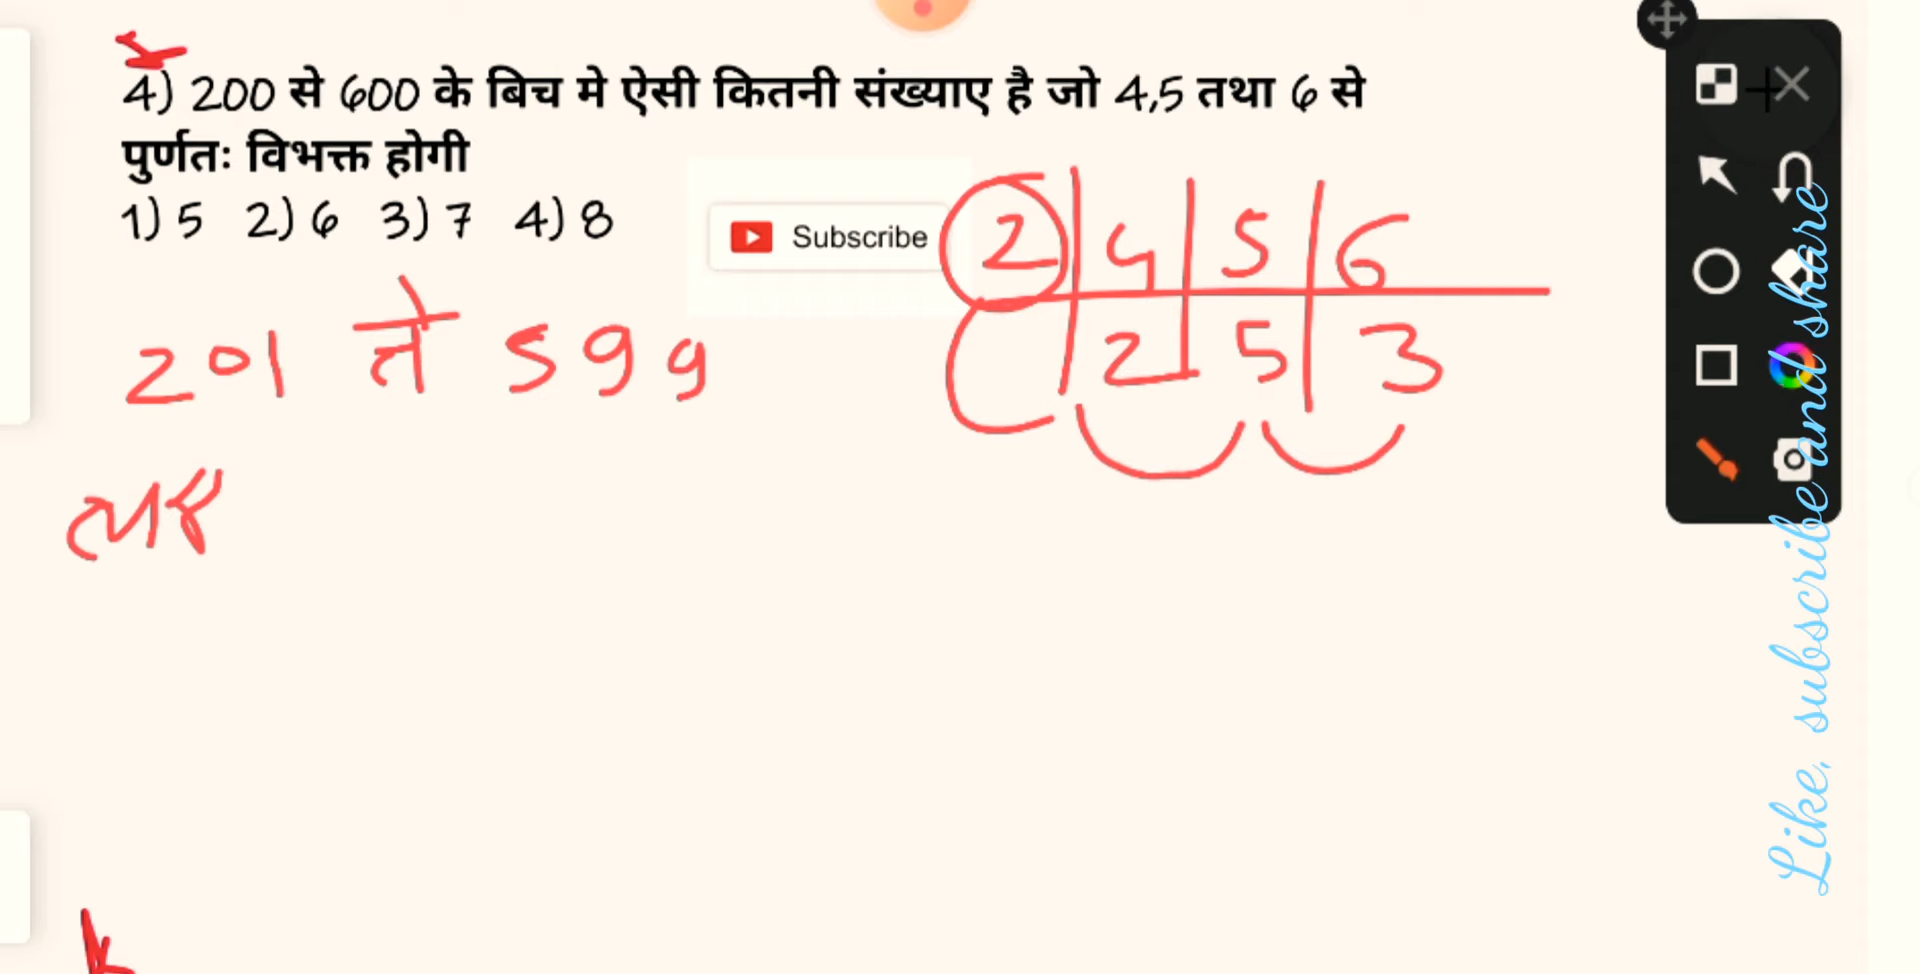 4) 200 से 600 के बिच मे ऐसी कितनी संख्याए है जो 4,5 तथा 6 से
पुर्णतः विभक्त होगी
1) 5 2) 6 3) 7 4) 8
Subscribe
2 4 5 6
2 5 3
201 ते 599
Like, subscribe and share